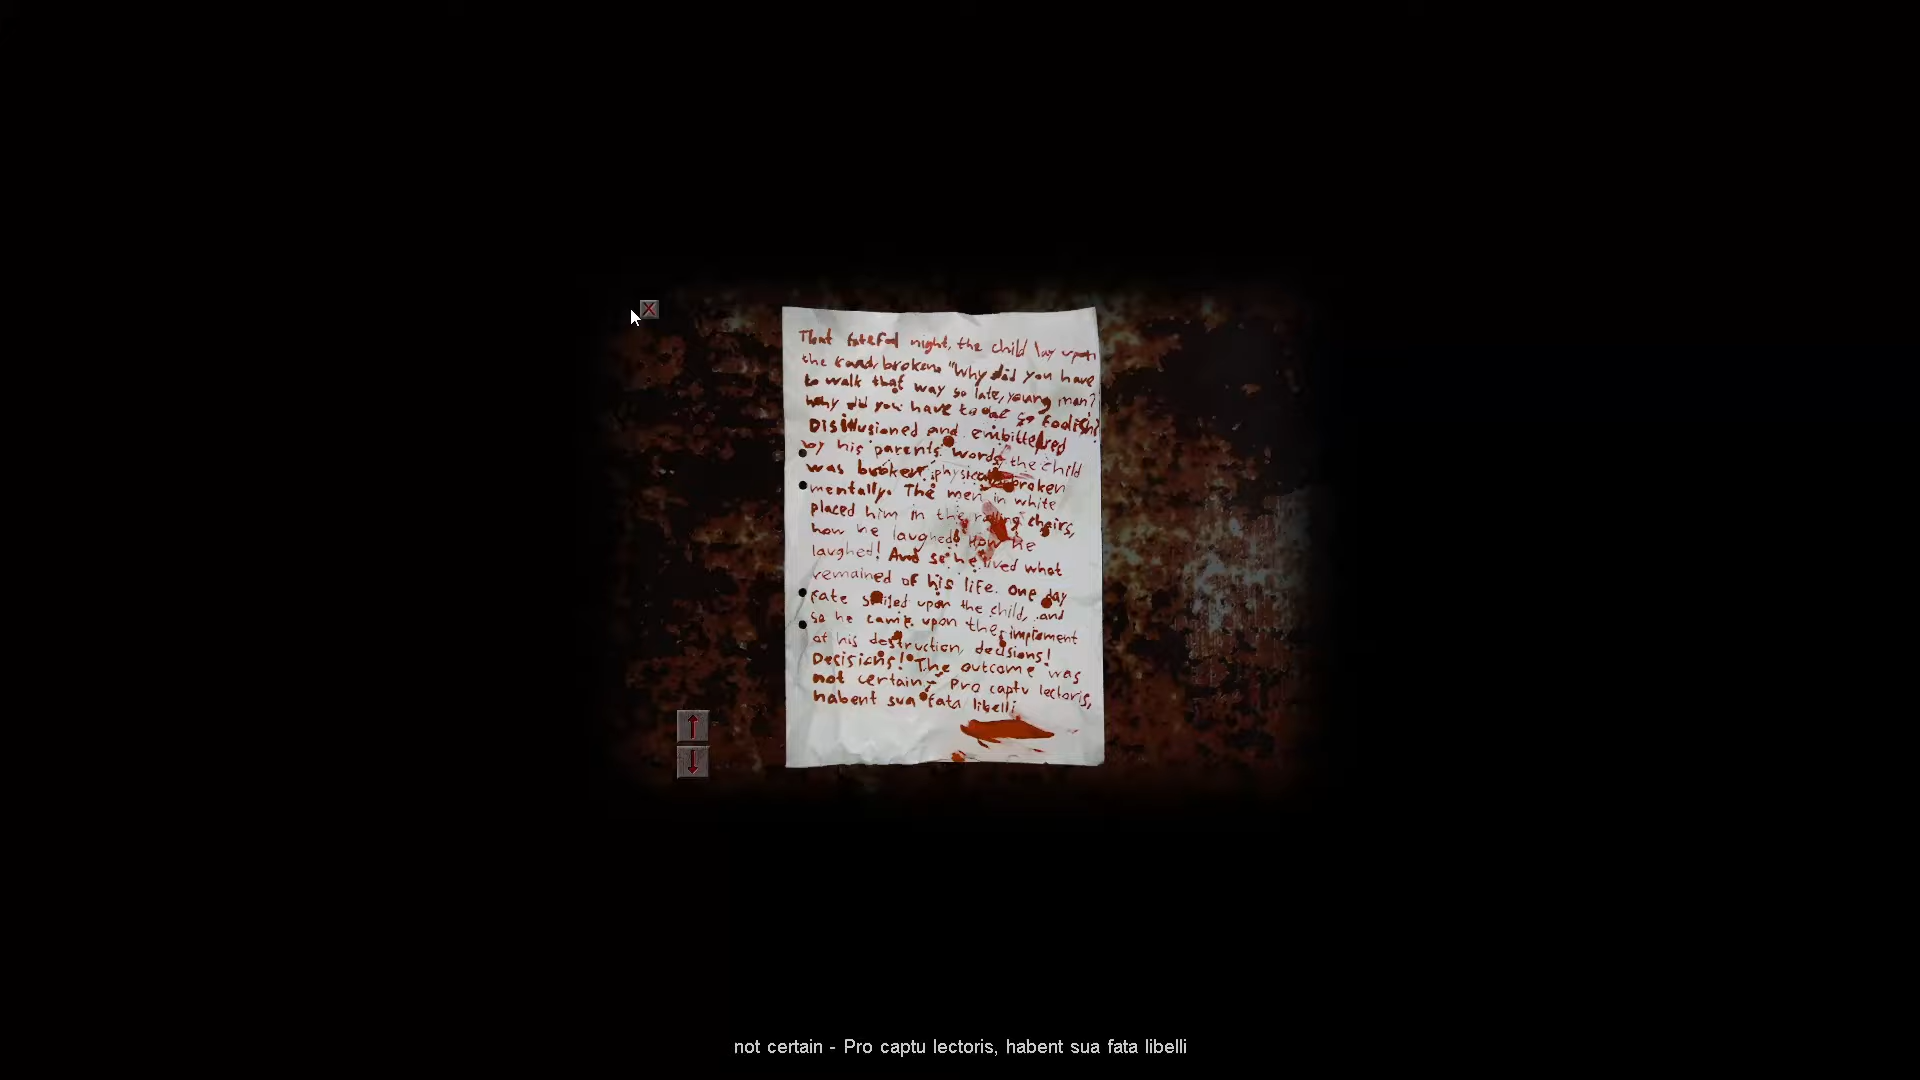 That fateful night, the child lay upon
the road, broken. "Why did you have
to walk that way so late, young man?
Why did you have to be so foolish?
Disillusioned and embittered
by his parents' words, the child
was broken physically, broken
mentally. The men in white
placed him in the rolling chairs,
how he laughed! How he
laughed! And so he lived what
remained of his life. One day
fate smiled upon the child, and
so he came upon the implement
of his destruction, decisions!
Decisions! The outcome was
not certain - Pro captu lectoris,
habent sua fata libelli
X
not certain - Pro captu lectoris, habent sua fata libelli